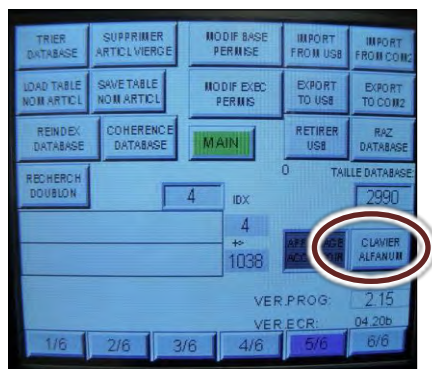 TRIER DATABASE
SUPPRIMER ARTICL VIERGE
MODIF BASE PERMISE
IMPORT FROM USB
IMPORT FROM COM2
LOAD TABLE NOM ARTICL
SAVE TABLE NOM ARTICL
MODIF EXEC PERMIS
EXPORT TO USB
EXPORT TO COM2
REINDEX DATABASE
COHERENCE DATABASE
MAIN
RETIRER USB
RAZ DATABASE
RECHERCH DOUBLON
0 TAILLE DATABASE
4 IDX
2990
4
+>
1038
CLAVIER ALFANUM
VER.PROG: 2.15
VER ECR: 04.20b
1/6 2/6 3/6 4/6 5/6 6/6